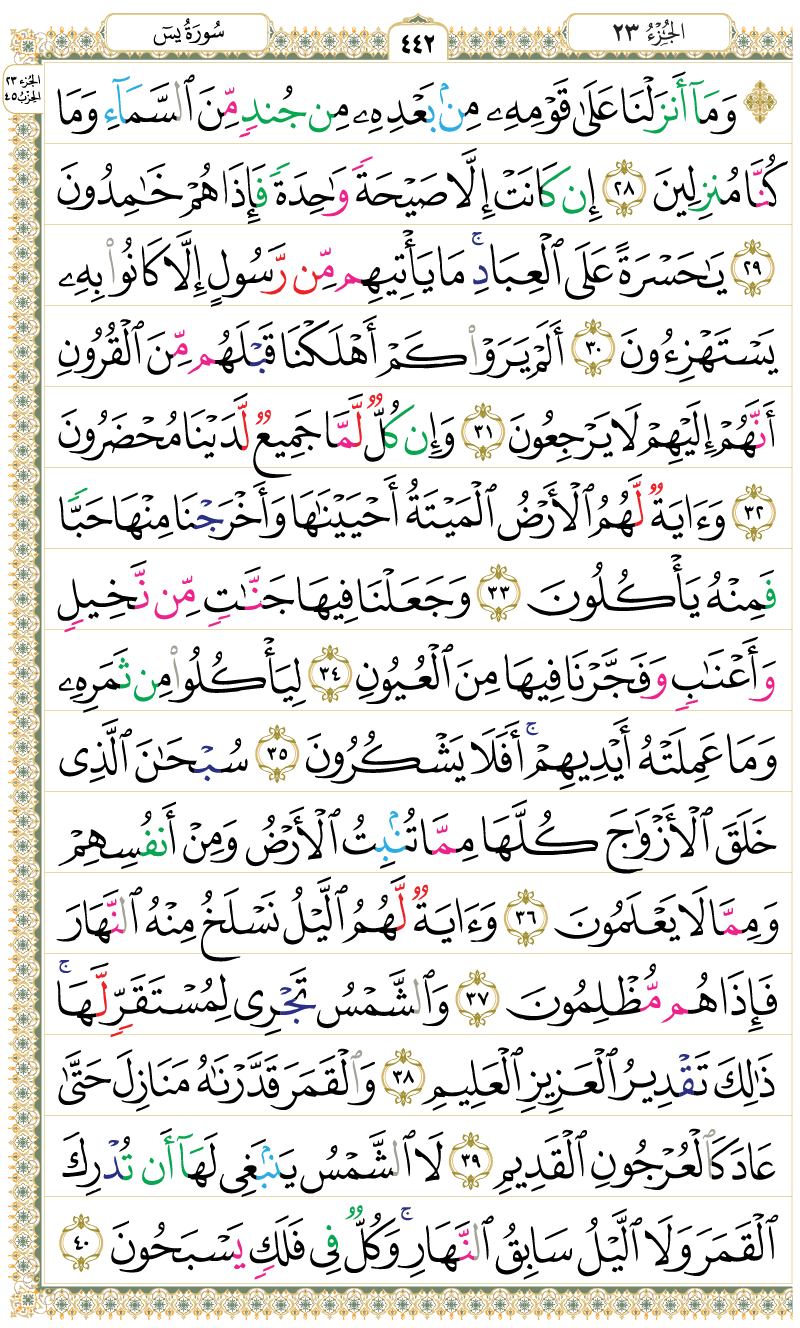 الجُزْءُ ٢٣
٤٤٢
سُورَةُ يسٓ
الجُزء ٢٣
الحِزْب ٤٥
۞ وَمَآ أَنزَلْنَا عَلَىٰ قَوْمِهِۦ مِنۢ بَعْدِهِۦ مِن جُندٍ مِّنَ ٱلسَّمَآءِ وَمَا
كُنَّا مُنزِلِينَ ٢٨ إِن كَانَتْ إِلَّا صَيْحَةً وَٰحِدَةً فَإِذَا هُمْ خَٰمِدُونَ
٢٩ يَٰحَسْرَةً عَلَى ٱلْعِبَادِ ۚ مَا يَأْتِيهِم مِّن رَّسُولٍ إِلَّا كَانُوا۟ بِهِۦ
يَسْتَهْزِءُونَ ٣٠ أَلَمْ يَرَوْا۟ كَمْ أَهْلَكْنَا قَبْلَهُم مِّنَ ٱلْقُرُونِ
أَنَّهُمْ إِلَيْهِمْ لَا يَرْجِعُونَ ٣١ وَإِن كُلٌّ لَّمَّا جَمِيعٌ لَّدَيْنَا مُحْضَرُونَ
٣٢ وَءَايَةٌ لَّهُمُ ٱلْأَرْضُ ٱلْمَيْتَةُ أَحْيَيْنَٰهَا وَأَخْرَجْنَا مِنْهَا حَبًّا
فَمِنْهُ يَأْكُلُونَ ٣٣ وَجَعَلْنَا فِيهَا جَنَّٰتٍ مِّن نَّخِيلٍ
وَأَعْنَٰبٍ وَفَجَّرْنَا فِيهَا مِنَ ٱلْعُيُونِ ٣٤ لِيَأْكُلُوا۟ مِن ثَمَرِهِۦ
وَمَا عَمِلَتْهُ أَيْدِيهِمْ ۚ أَفَلَا يَشْكُرُونَ ٣٥ سُبْحَٰنَ ٱلَّذِى
خَلَقَ ٱلْأَزْوَٰجَ كُلَّهَا مِمَّا تُنۢبِتُ ٱلْأَرْضُ وَمِنْ أَنفُسِهِمْ
وَمِمَّا لَا يَعْلَمُونَ ٣٦ وَءَايَةٌ لَّهُمُ ٱلَّيْلُ نَسْلَخُ مِنْهُ ٱلنَّهَارَ
فَإِذَا هُم مُّظْلِمُونَ ٣٧ وَٱلشَّمْسُ تَجْرِى لِمُسْتَقَرٍّ لَّهَا ۚ
ذَٰلِكَ تَقْدِيرُ ٱلْعَزِيزِ ٱلْعَلِيمِ ٣٨ وَٱلْقَمَرَ قَدَّرْنَٰهُ مَنَازِلَ حَتَّىٰ
عَادَ كَٱلْعُرْجُونِ ٱلْقَدِيمِ ٣٩ لَا ٱلشَّمْسُ يَنۢبَغِى لَهَآ أَن تُدْرِكَ
ٱلْقَمَرَ وَلَا ٱلَّيْلُ سَابِقُ ٱلنَّهَارِ ۚ وَكُلٌّ فِى فَلَكٍ يَسْبَحُونَ ٤٠